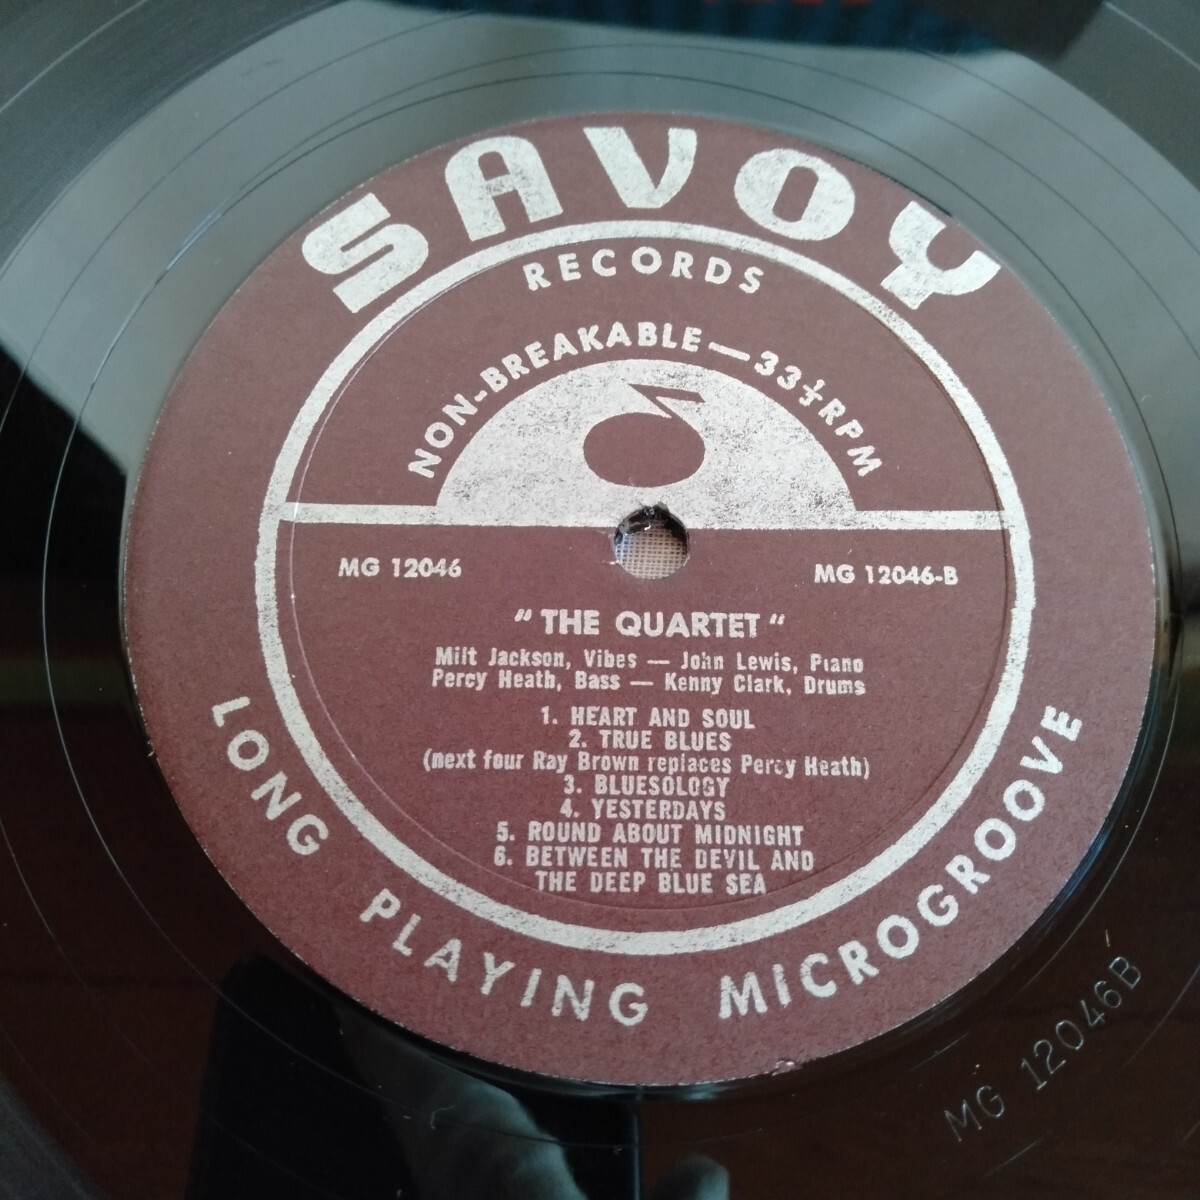 SAVOY
RECORDS
NON-BREAKABLE—33⅓RPM
MG 12046
MG 12046-B
"THE QUARTET"
Milt Jackson, Vibes — John Lewis, Piano
Percy Heath, Bass — Kenny Clark, Drums
1. HEART AND SOUL
2. TRUE BLUES
(next four Ray Brown replaces Percy Heath)
3. BLUESOLOGY
4. YESTERDAYS
5. ROUND ABOUT MIDNIGHT
6. BETWEEN THE DEVIL AND
THE DEEP BLUE SEA
LONG PLAYING MICROGROOVE
MG 12046B